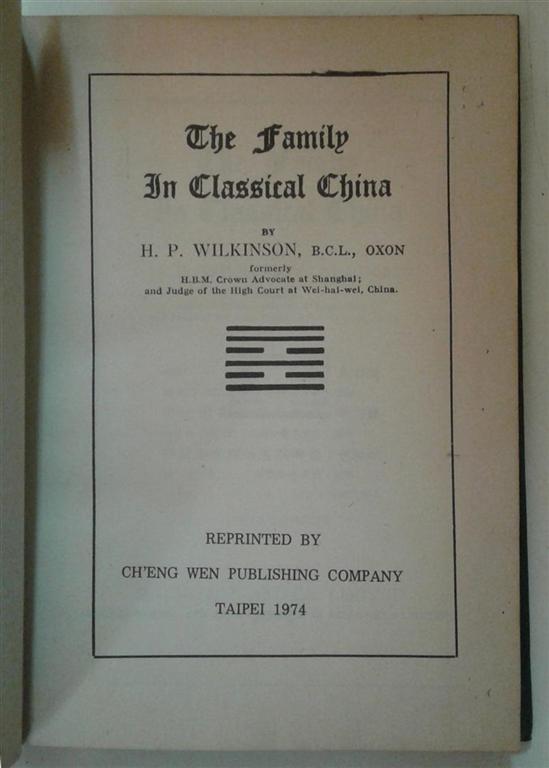 The Family
In Classical China
BY
H. P. WILKINSON, B.C.L., OXON
formerly
H.B.M. Crown Advocate at Shanghai;
and Judge of the High Court at Wei-hai-wei, China.
REPRINTED BY
CH'ENG WEN PUBLISHING COMPANY
TAIPEI 1974